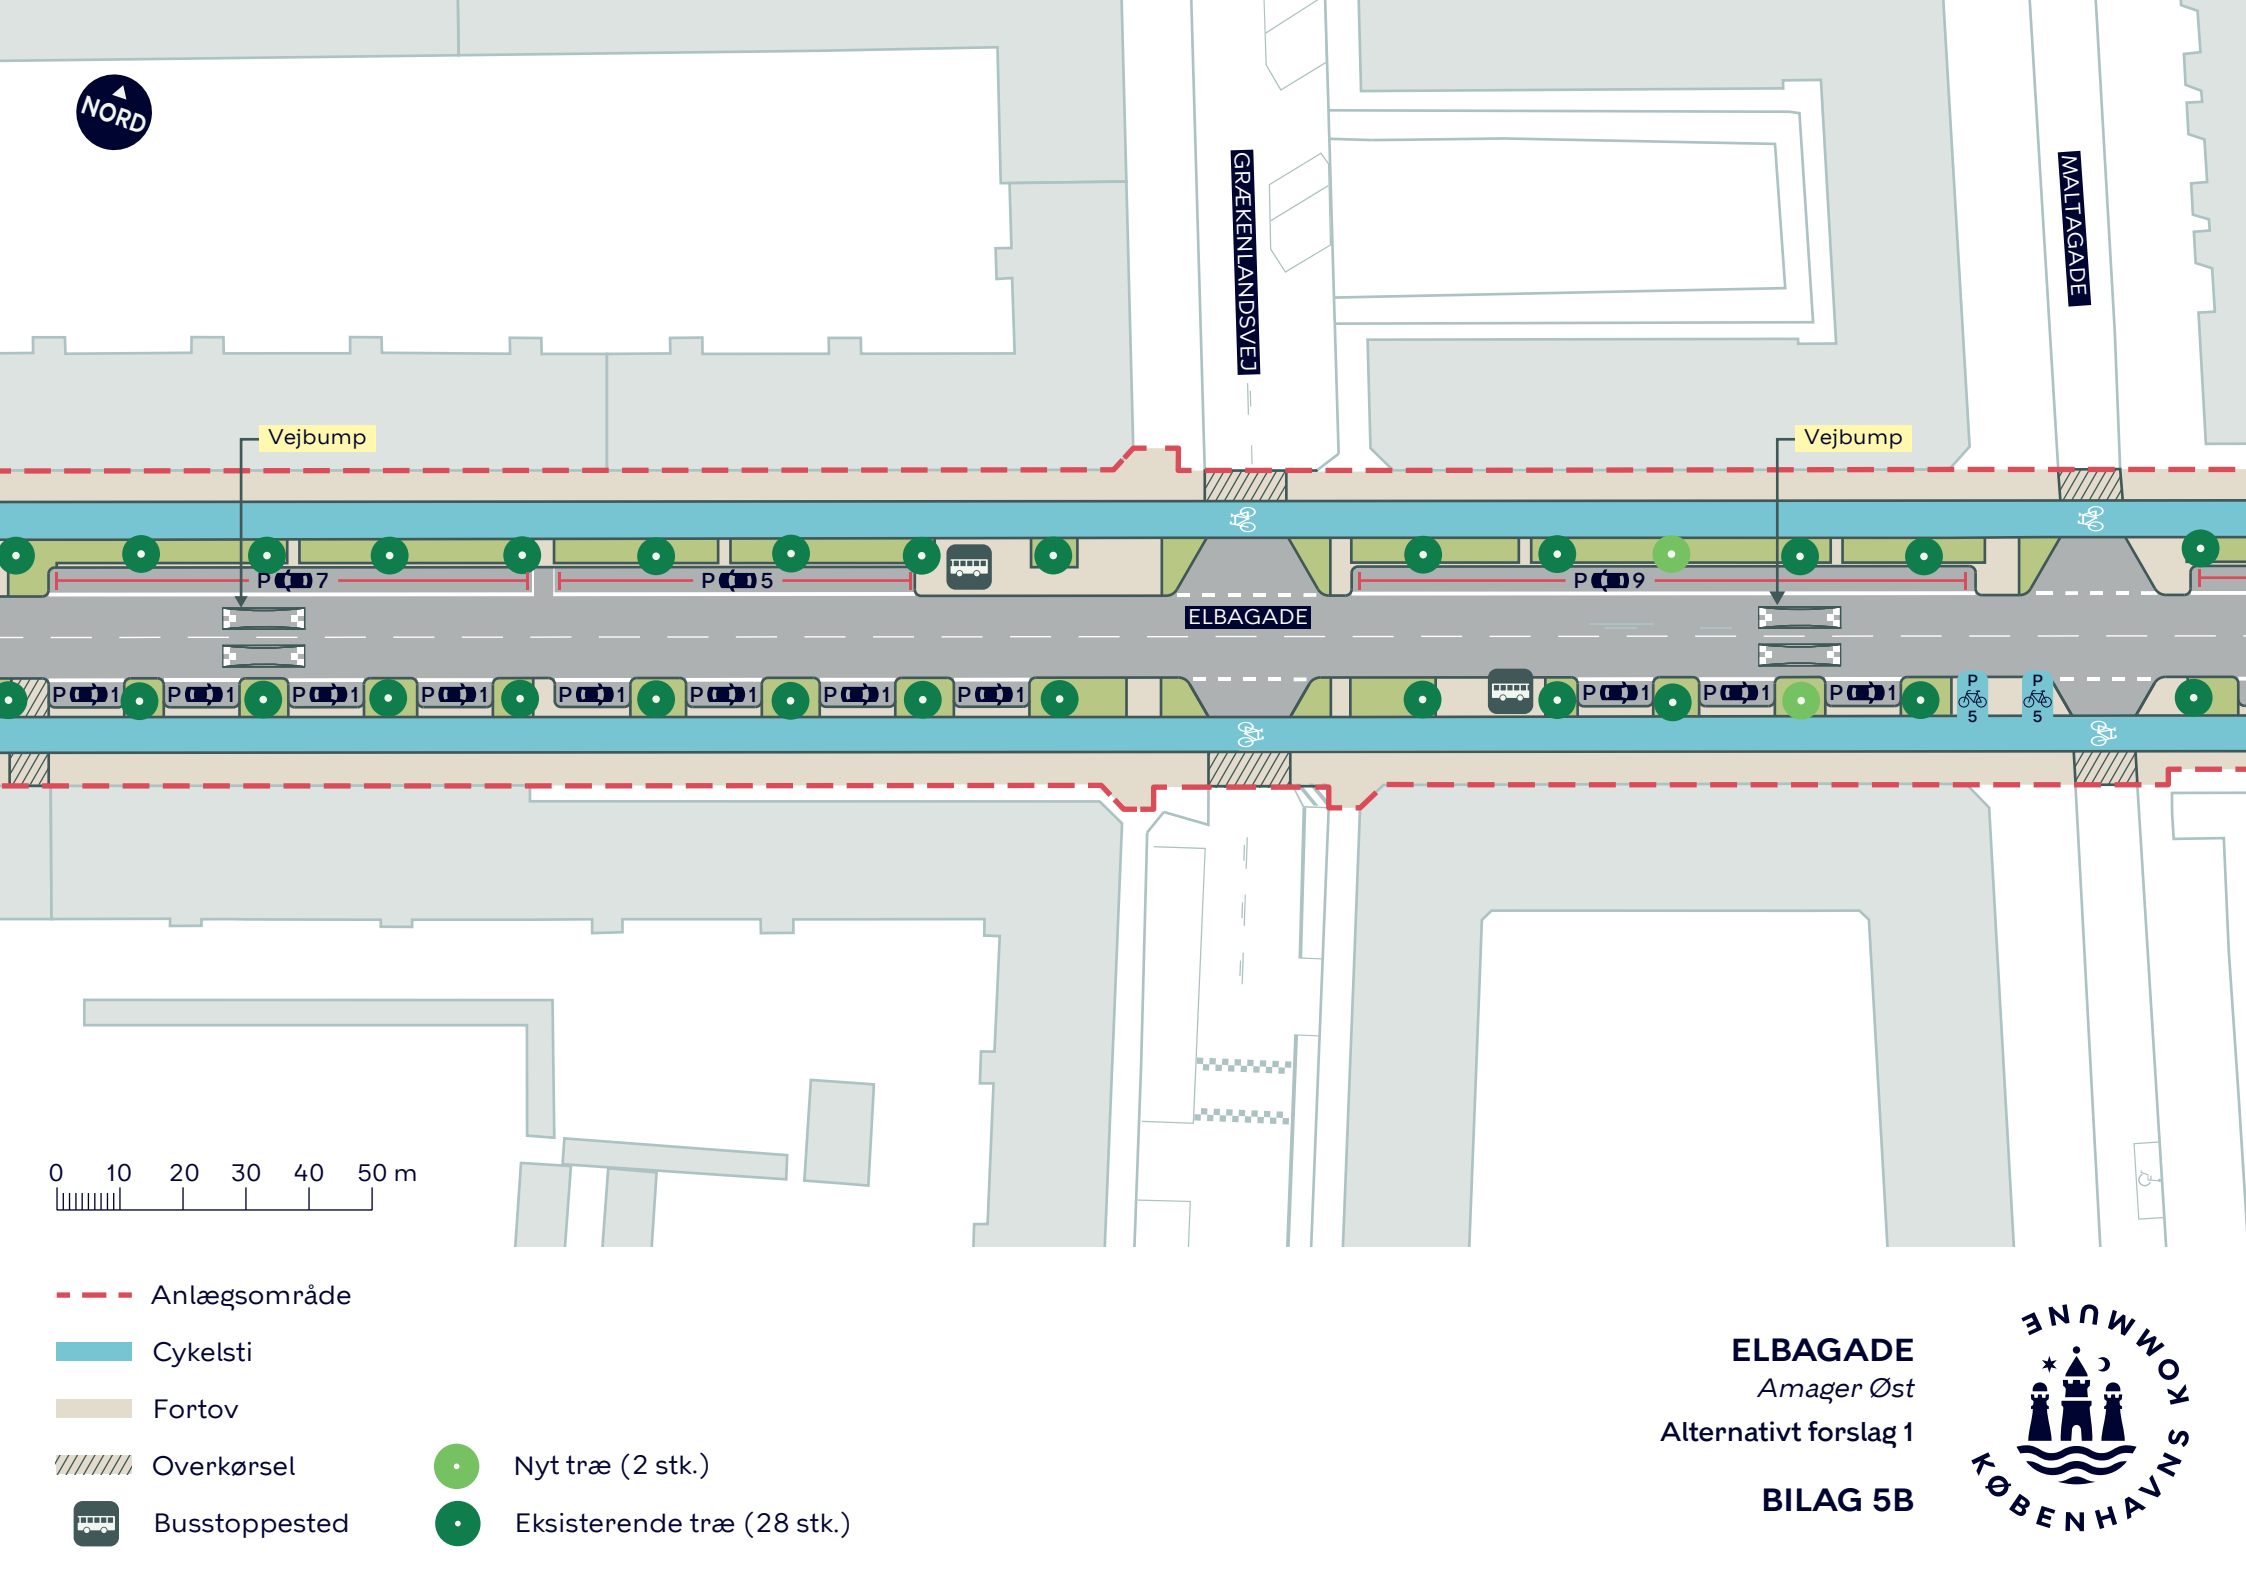 NORD
GRÆKENLANDSVEJ
MALTAGADE
Vejbump
Vejbump
P 7
P 5
P 9
ELBAGADE
P 1
P 1
P 1
P 1
P 1
P 1
P 1
P 1
P 1
P 1
P 1
P
5
P
5
0 10 20 30 40 50 m
Anlægsområde
Cykelsti
Fortov
Overkørsel
Busstoppested
Nyt træ (2 stk.)
Eksisterende træ (28 stk.)
ELBAGADE
Amager Øst
Alternativt forslag 1
BILAG 5B
KØBENHAVNS KOMMUNE